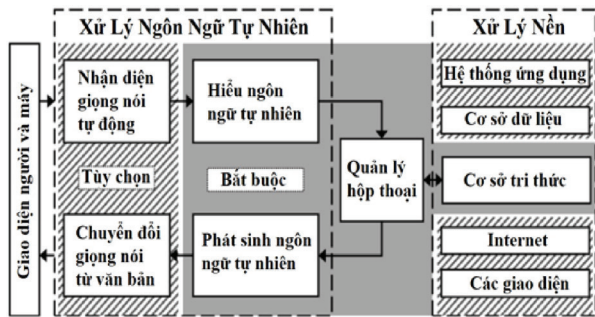 Xử Lý Ngôn Ngữ Tự Nhiên
Xử Lý Nền
Giao diện người và máy
Nhận diện
giọng nói
tự động
Hiểu ngôn
ngữ tự nhiên
Tùy chọn
Bắt buộc
Chuyển đổi
giọng nói
từ văn bản
Phát sinh ngôn
ngữ tự nhiên
Quản lý
hộp thoại
Hệ thống ứng dụng
Cơ sở dữ liệu
Cơ sở tri thức
Internet
Các giao diện